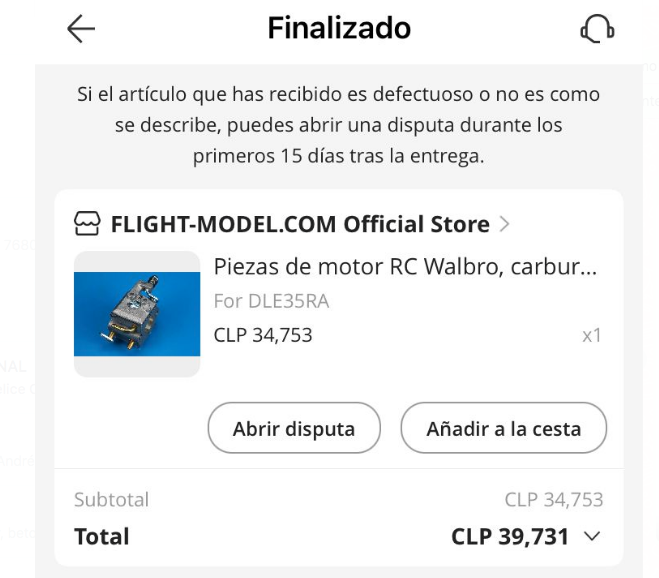 Finalizado
Si el artículo que has recibido es defectuoso o no es como
se describe, puedes abrir una disputa durante los
primeros 15 días tras la entrega.
FLIGHT-MODEL.COM Official Store
Piezas de motor RC Walbro, carbur...
For DLE35RA
CLP 34,753 x1
Abrir disputa Añadir a la cesta
Subtotal CLP 34,753
Total CLP 39,731